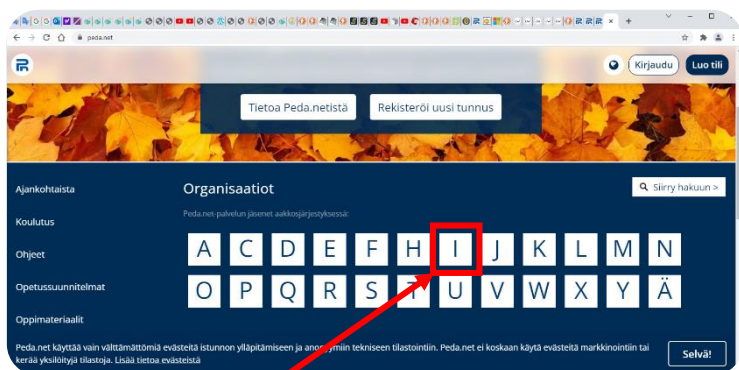 peda.net
Kirjaudu
Luo tili
Tietoa Peda.netistä
Rekisteröi uusi tunnus
Ajankohtaista
Koulutus
Ohjeet
Opetussuunnitelmat
Oppimateriaalit
Organisaatiot
Siirry hakuun >
Peda.net-palvelun jäsenet aakkosjärjestyksessä:
A C D E F H I J K L M N
O P Q R S T U V W X Y Ä
Peda.net käyttää vain välttämättömiä evästeitä istunnon ylläpitämiseen ja anonyymiin tekniseen tilastointiin. Peda.net ei koskaan käytä evästeitä markkinointiin tai
kerää yksilöityjä tilastoja. Lisää tietoa evästeistä
Selvä!